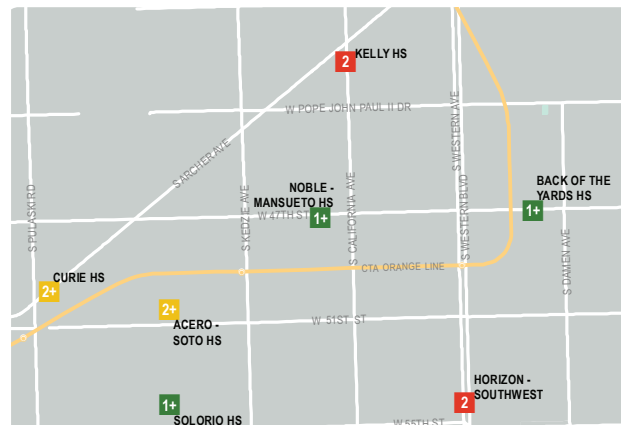 2
KELLY HS
W POPE JOHN PAUL II DR
S ARCHER AVE
S WESTERN AVE
NOBLE -
MANSUETO HS
1+
W 47TH ST
BACK OF THE
YARDS HS
1+
S PULASKI RD
S KEDZIE AVE
S CALIFORNIA AVE
S WESTERN BLVD
S DAMEN AVE
CTA ORANGE LINE
CURIE HS
2+
2+
ACERO -
SOTO HS
W 51ST ST
HORIZON -
SOUTHWEST
2
1+
SOLORIO HS
W 55TH ST